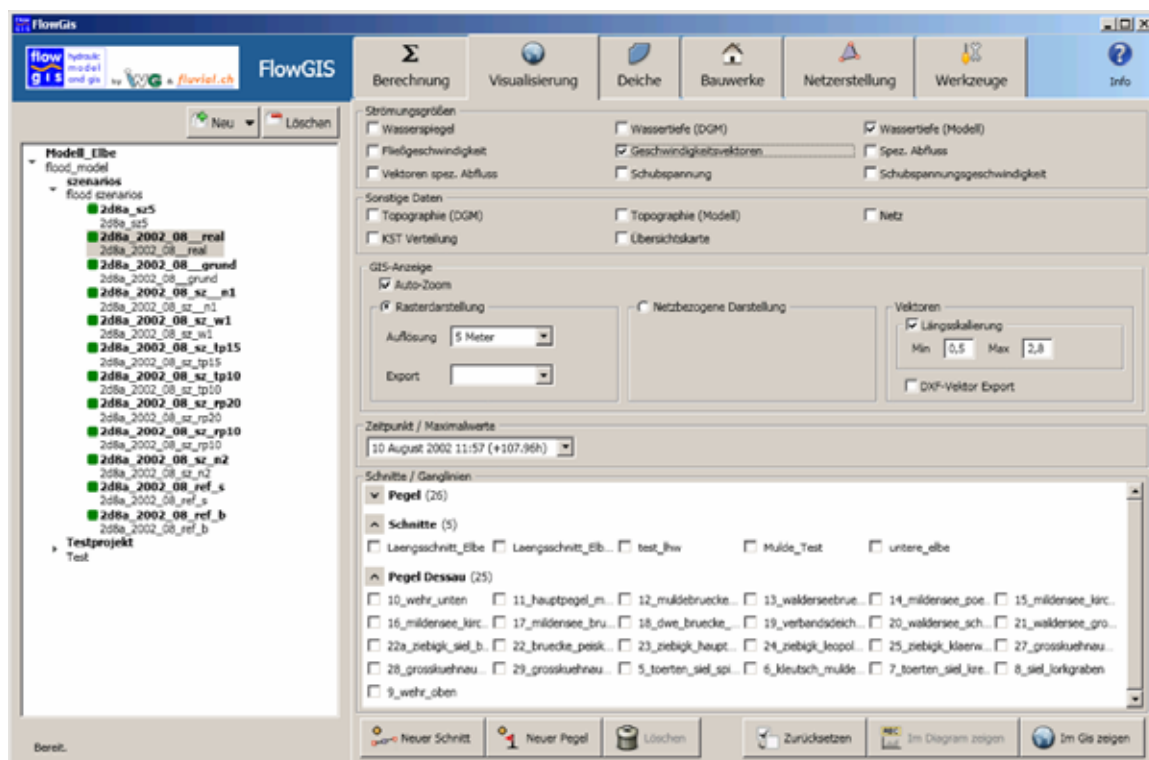 FlowGis
flow gis
hydraulic
model
and gis
by WG & fluvial.ch
FlowGIS
Berechnung
Visualisierung
Deiche
Bauwerke
Netzerstellung
Werkzeuge
Info
Neu
Löschen
Modell_Elbe
flood_model
szenarios
flood szenarios
2d8a_sz5
2d8a_sz5
2d8a_2002_08__real
2d8a_2002_08__real
2d8a_2002_08__grund
2d8a_2002_08__grund
2d8a_2002_08_sz__n1
2d8a_2002_08_sz__n1
2d8a_2002_08_sz_w1
2d8a_2002_08_sz_w1
2d8a_2002_08_sz_tp15
2d8a_2002_08_sz_tp15
2d8a_2002_08_sz_tp10
2d8a_2002_08_sz_tp10
2d8a_2002_08_sz_rp20
2d8a_2002_08_sz_rp20
2d8a_2002_08_sz_rp10
2d8a_2002_08_sz_rp10
2d8a_2002_08_sz_n2
2d8a_2002_08_sz_n2
2d8a_2002_08_ref_s
2d8a_2002_08_ref_s
2d8a_2002_08_ref_b
2d8a_2002_08_ref_b
Testprojekt
Test
Bereit.
Strömungsgrößen
Wasserspiegel Wassertiefe (DGM) Wassertiefe (Modell)
Fließgeschwindigkeit Geschwindigkeitsvektoren Spez. Abfluss
Vektoren spez. Abfluss Schubspannung Schubspannungsgeschwindigkeit
Sonstige Daten
Topographie (DGM) Topographie (Modell) Netz
KST Verteilung Übersichtskarte
GIS-Anzeige
Auto-Zoom
Rasterdarstellung Netzbezogene Darstellung Vektoren
Längsskalierung
Auflösung 5 Meter Min 0,5 Max 2,8
Export DXF-Vektor Export
Zeitpunkt / Maximalwerte
10 August 2002 11:57 (+107.96h)
Schnitte / Ganglinien
Pegel (26)
Schnitte (5)
Laengsschnitt_Elbe Laengsschnitt_Elb... test_lhw Mulde_Test untere_elbe
Pegel Dessau (25)
10_wehr_unten 11_hauptpegel_m... 12_muldebruecke... 13_walderseebrue... 14_mildensee_poe... 15_mildensee_kirc...
16_mildensee_kirc... 17_mildensee_bru... 18_dwe_bruecke_... 19_verbandsdeich... 20_waldersee_sch... 21_waldersee_gro...
22a_ziebigk_siel_b... 22_bruecke_peisk... 23_ziebigk_haupt... 24_ziebigk_leopol... 25_ziebigk_klaerw... 27_grosskuehnau...
28_grosskuehnau... 29_grosskuehnau... 5_toerten_siel_spi... 6_kleutsch_mulde... 7_toerten_siel_kre... 8_siel_lorkgraben
9_wehr_oben
Neuer Schnitt
Neuer Pegel
Löschen
Zurücksetzen
ABC
Im Diagram zeigen
Im Gis zeigen